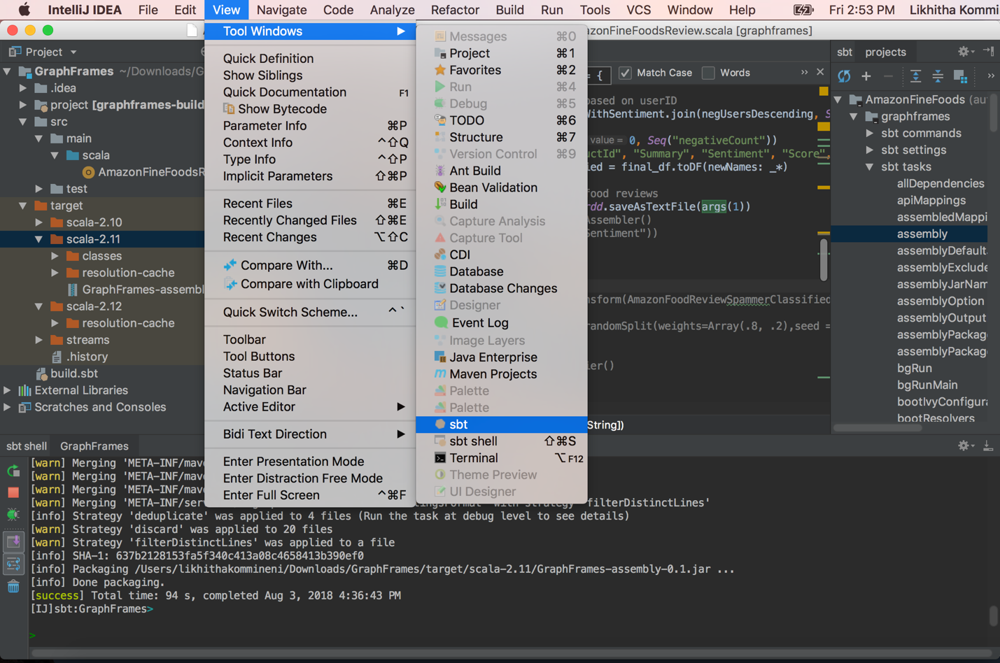 IntelliJ IDEA File Edit View Navigate Code Analyze Refactor Build Run Tools VCS Window Help Fri 2:53 PM Likhitha Kommi
zonFineFoodsReview.scala [graphframes]
Project
GraphFrames ~/Downloads/G
.idea
project [graphframes-build
src
main
scala
AmazonFineFoodsR
test
target
scala-2.10
scala-2.11
classes
resolution-cache
GraphFrames-assembl
scala-2.12
resolution-cache
streams
.history
build.sbt
External Libraries
Scratches and Consoles
Tool Windows
Quick Definition
Show Siblings
Quick Documentation F1
Show Bytecode
Parameter Info ⌘P
Context Info ^⇧Q
Type Info ^⇧P
Implicit Parameters ⇧⌘P
Recent Files ⌘E
Recently Changed Files ⇧⌘E
Recent Changes ⌥⇧C
Compare With... ⌘D
Compare with Clipboard
Quick Switch Scheme... ^`
Toolbar
Tool Buttons
Status Bar
Navigation Bar
Active Editor
Bidi Text Direction
Enter Presentation Mode
Enter Distraction Free Mode
Enter Full Screen ^⌘F
Messages ⌘0
Project ⌘1
Favorites ⌘2
Run ⌘4
Debug ⌘5
TODO ⌘6
Structure ⌘7
Version Control ⌘9
Ant Build
Bean Validation
Build
Capture Analysis
Capture Tool
CDI
Database
Database Changes
Designer
Event Log
Image Layers
Java Enterprise
Maven Projects
Palette
Palette
sbt
sbt shell ⇧⌘S
Terminal ⌥F12
Theme Preview
UI Designer
= { Match Case Words
based on userID
WithSentiment.join(negUsersDescending, S
value = 0, Seq("negativeCount"))
uctId", "Summary", "Sentiment", "Score",
ied = final_df.toDF(newNames: _*)
food reviews
rdd.saveAsTextFile(args(1))
Assembler()
Sentiment"))
nsform(AmazonFoodReviewSpammerClassified
randomSplit(weights=Array(.8, .2),seed =
ier()
String])
sbt projects
AmazonFineFoods (au
graphframes
sbt commands
sbt settings
sbt tasks
allDependencies
apiMappings
assembledMappi
assembly
assemblyDefault
assemblyExclude
assemblyJarNam
assemblyOption
assemblyOutput
assemblyPackag
assemblyPackag
bgRun
bgRunMain
bootIvyConfigura
bootResolvers
sbt shell GraphFrames
[warn] Merging 'META-INF/mav
[warn] Merging 'META-INF/mav
[warn] Merging 'META-INF/mav
[warn] Merging 'META-INF/ser with strategy 'filterDistinctLines'
[info] Strategy 'deduplicate' was applied to 4 files (Run the task at debug level to see details)
[warn] Strategy 'discard' was applied to 20 files
[warn] Strategy 'filterDistinctLines' was applied to a file
[info] SHA-1: 637b2128153fa5f340c413a08c4658413b390ef0
[info] Packaging /Users/likhithakommineni/Downloads/GraphFrames/target/scala-2.11/GraphFrames-assembly-0.1.jar ...
[info] Done packaging.
[success] Total time: 94 s, completed Aug 3, 2018 4:36:43 PM
[IJ]sbt:GraphFrames>
>